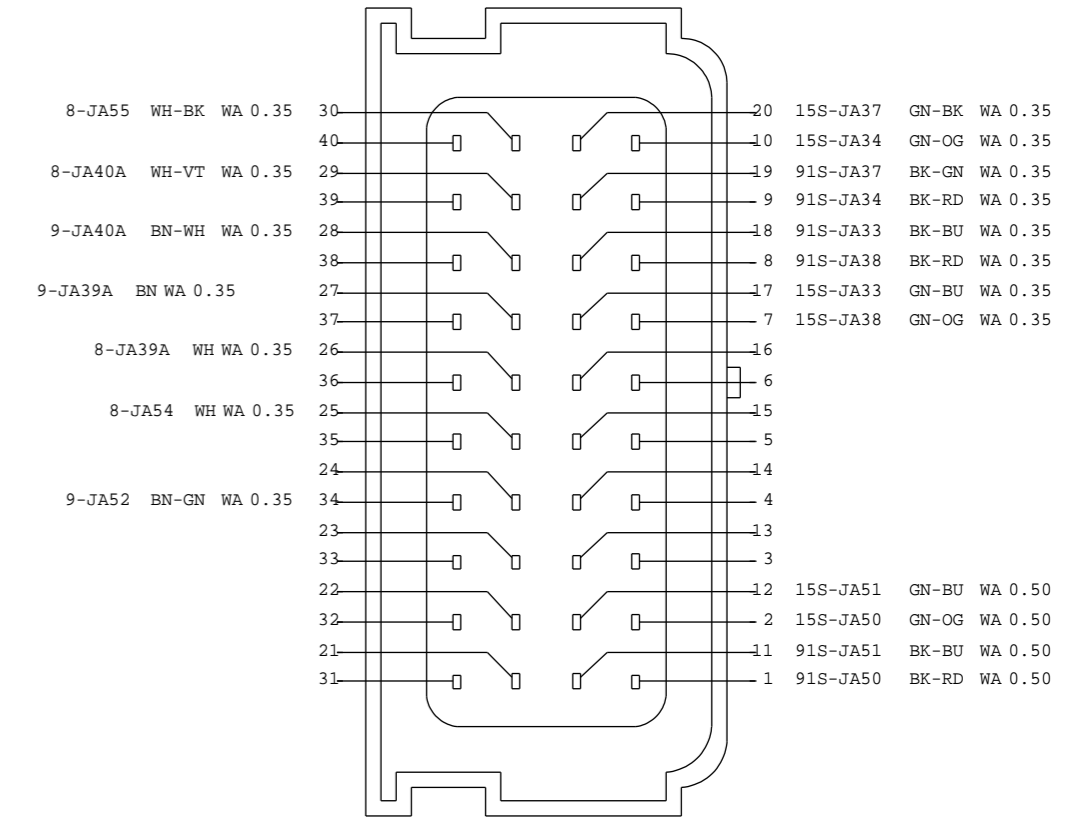 8-JA55 WH-BK WA 0.35 30 20 15S-JA37 GN-BK WA 0.35
40 10 15S-JA34 GN-OG WA 0.35
8-JA40A WH-VT WA 0.35 29 19 91S-JA37 BK-GN WA 0.35
39 9 91S-JA34 BK-RD WA 0.35
9-JA40A BN-WH WA 0.35 28 18 91S-JA33 BK-BU WA 0.35
38 8 91S-JA38 BK-RD WA 0.35
9-JA39A BN WA 0.35 27 17 15S-JA33 GN-BU WA 0.35
37 7 15S-JA38 GN-OG WA 0.35
8-JA39A WH WA 0.35 26 16
36 6
8-JA54 WH WA 0.35 25 15
35 5
24 14
9-JA52 BN-GN WA 0.35 34 4
23 13
33 3
22 12 15S-JA51 GN-BU WA 0.50
32 2 15S-JA50 GN-OG WA 0.50
21 11 91S-JA51 BK-BU WA 0.50
31 1 91S-JA50 BK-RD WA 0.50